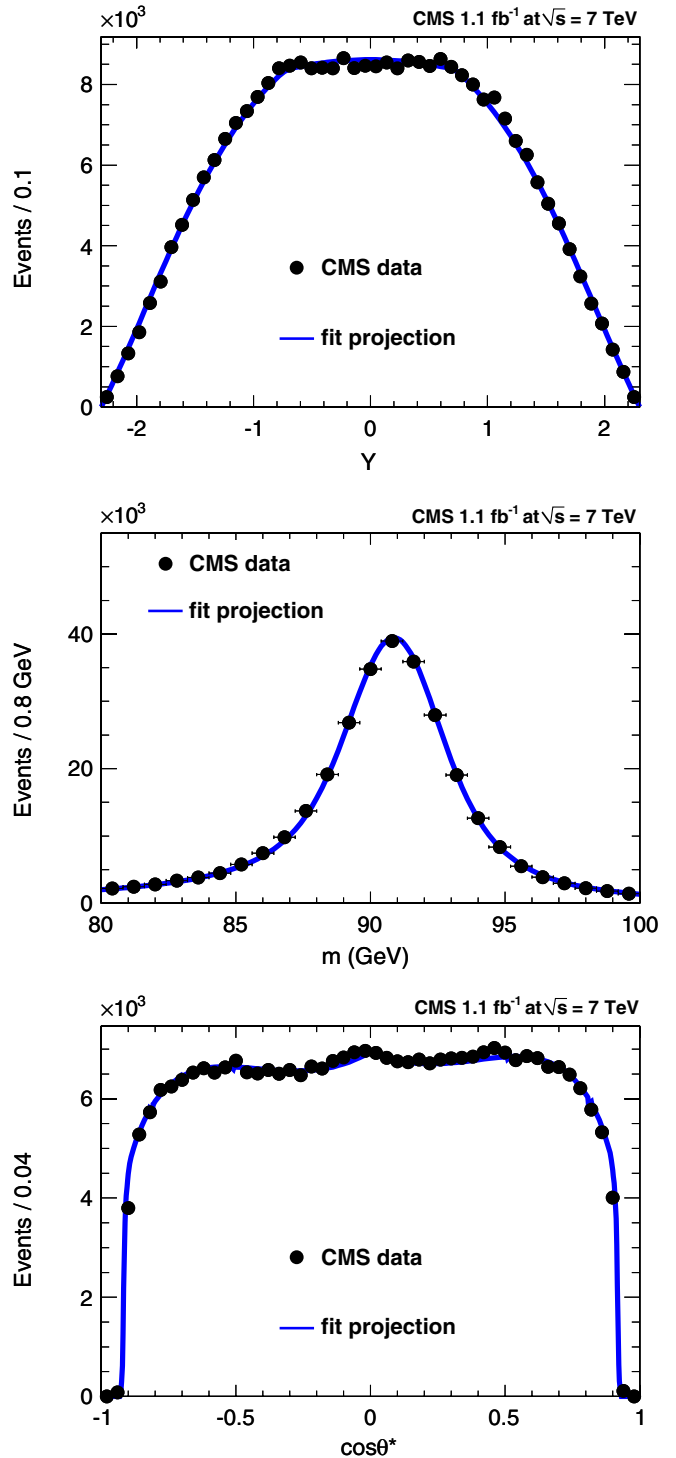 ×10³ CMS 1.1 fb⁻¹ at √s = 7 TeV
8
6
4
2
0
Events / 0.1
CMS data
fit projection
-2 -1 0 1 2
Y
×10³ CMS 1.1 fb⁻¹ at √s = 7 TeV
CMS data
fit projection
40
20
0
Events / 0.8 GeV
80 85 90 95 100
m (GeV)
×10³ CMS 1.1 fb⁻¹ at √s = 7 TeV
6
4
2
0
Events / 0.04
CMS data
fit projection
-1 -0.5 0 0.5 1
cosθ*